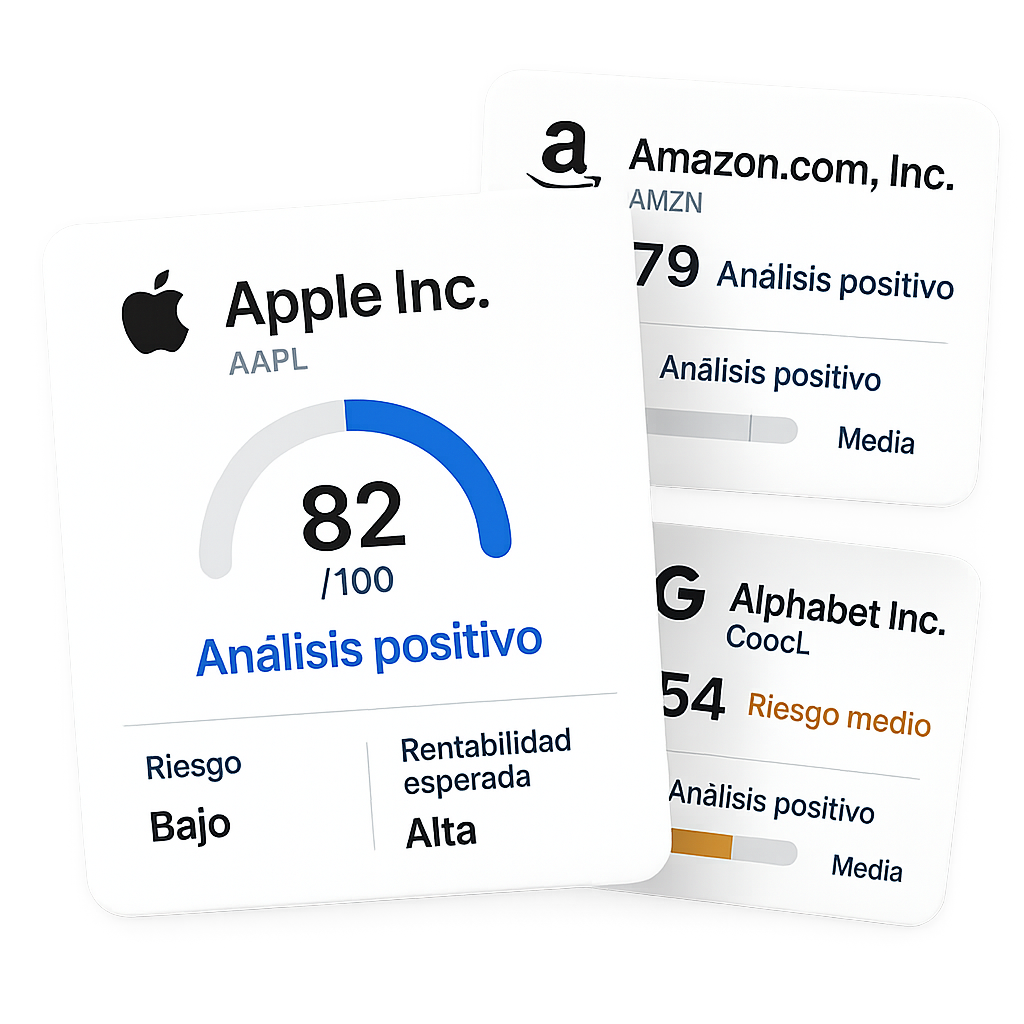 Apple Inc.
AAPL
82
/100
Análisis positivo
Riesgo
Bajo
Rentabilidad
esperada
Alta
a
Amazon.com, Inc.
AMZN
79 Análisis positivo
Anãlisis positivo
Media
G
Alphabet Inc.
CoocL
54 Riesgo medio
Anàlisis positivo
Media